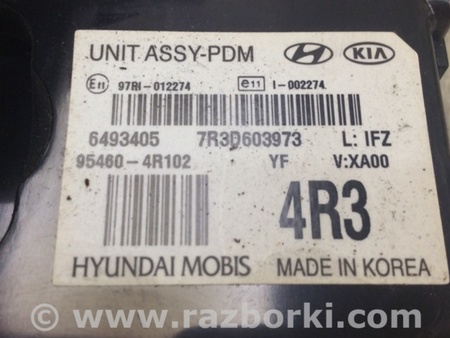 UNIT ASSY-PDM KIA
E11 97RI-012274 e11 I-002274
6493405 7R3D603973 L: IFZ
95460-4R102 YF V:XA00
4R3
HYUNDAI MOBIS MADE IN KOREA
© www.razborki.com